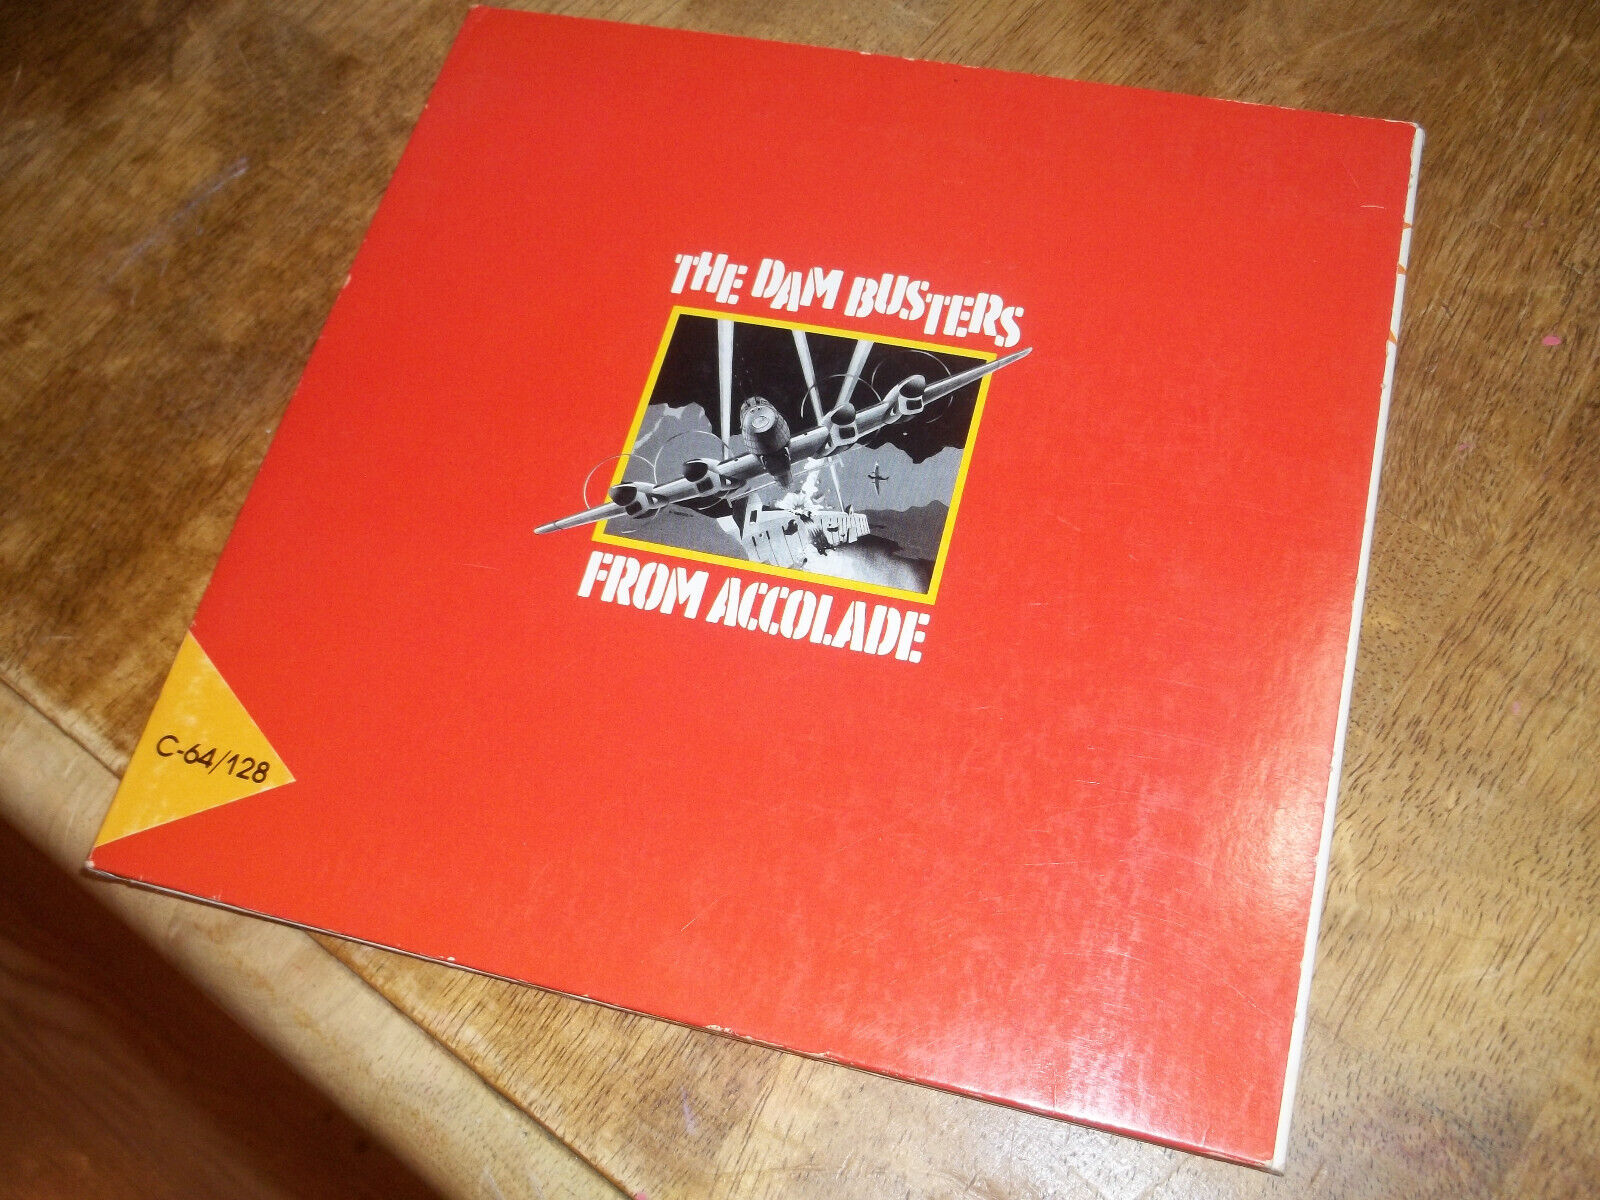 THE DAM BUSTERS
FROM ACCOLADE
C-64/128